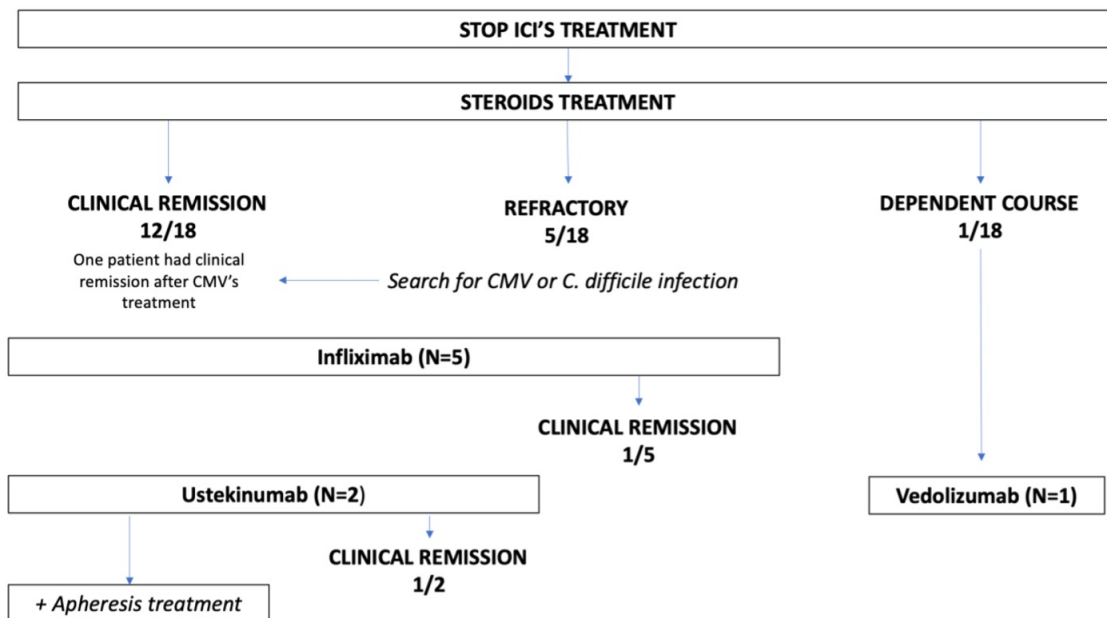 STOP ICI'S TREATMENT
STEROIDS TREATMENT
CLINICAL REMISSION
12/18
One patient had clinical
remission after CMV's
treatment
REFRACTORY
5/18
Search for CMV or C. difficile infection
DEPENDENT COURSE
1/18
Infliximab (N=5)
CLINICAL REMISSION
1/5
Ustekinumab (N=2)
Vedolizumab (N=1)
CLINICAL REMISSION
1/2
+ Apheresis treatment